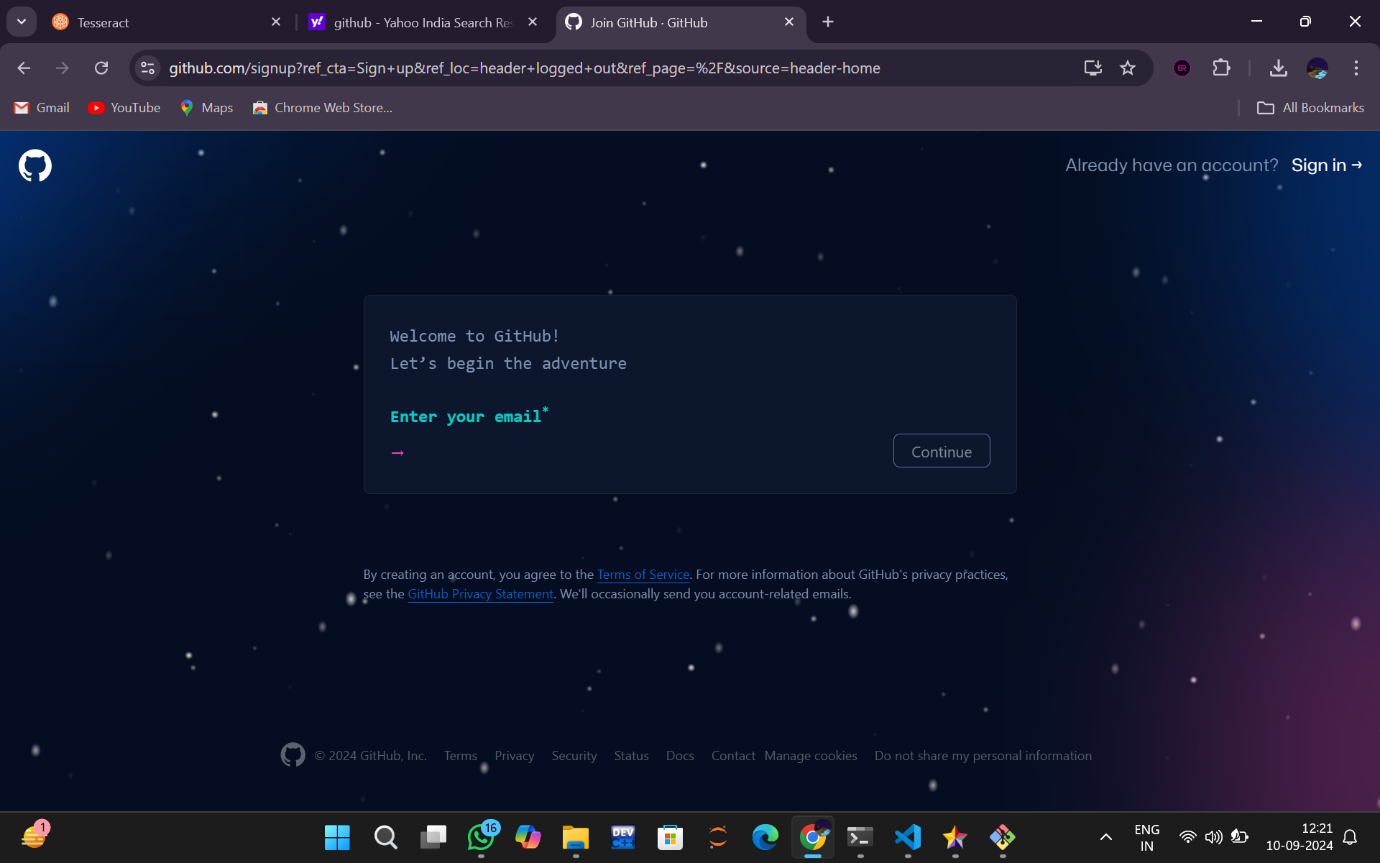 Tesseract
github - Yahoo India Search Res
Join GitHub · GitHub
github.com/signup?ref_cta=Sign+up&ref_loc=header+logged+out&ref_page=%2F&source=header-home
Gmail
YouTube
Maps
Chrome Web Store...
All Bookmarks
Already have an account? Sign in →
Welcome to GitHub!
Let’s begin the adventure
Enter your email*
→
Continue
By creating an account, you agree to the Terms of Service. For more information about GitHub's privacy practices,
see the GitHub Privacy Statement. We'll occasionally send you account-related emails.
© 2024 GitHub, Inc. Terms Privacy Security Status Docs Contact Manage cookies Do not share my personal information
1
16
DEV
ENG
IN
12:21
10-09-2024